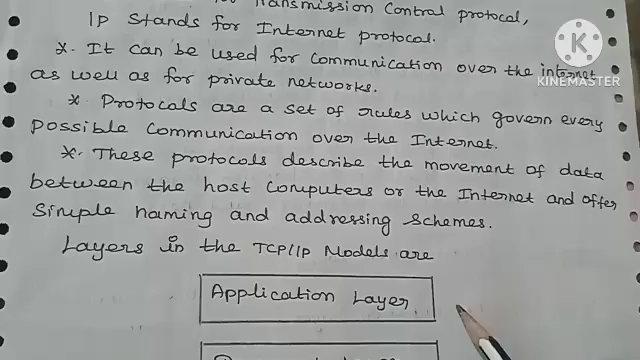 Transmission Control protocal,
IP Stands for Internet protocol.
*. It can be used for communication over the internet
as well as for private networks.
* Protocals are a set of rules which govern every
possible communication over the Internet.
*. These protocols describe the movement of data
between the host Computers or the Internet and offer
Simple naming and addressing schemes.
Layers in the TCP/IP Models are
Application Layer
KINEMASTER